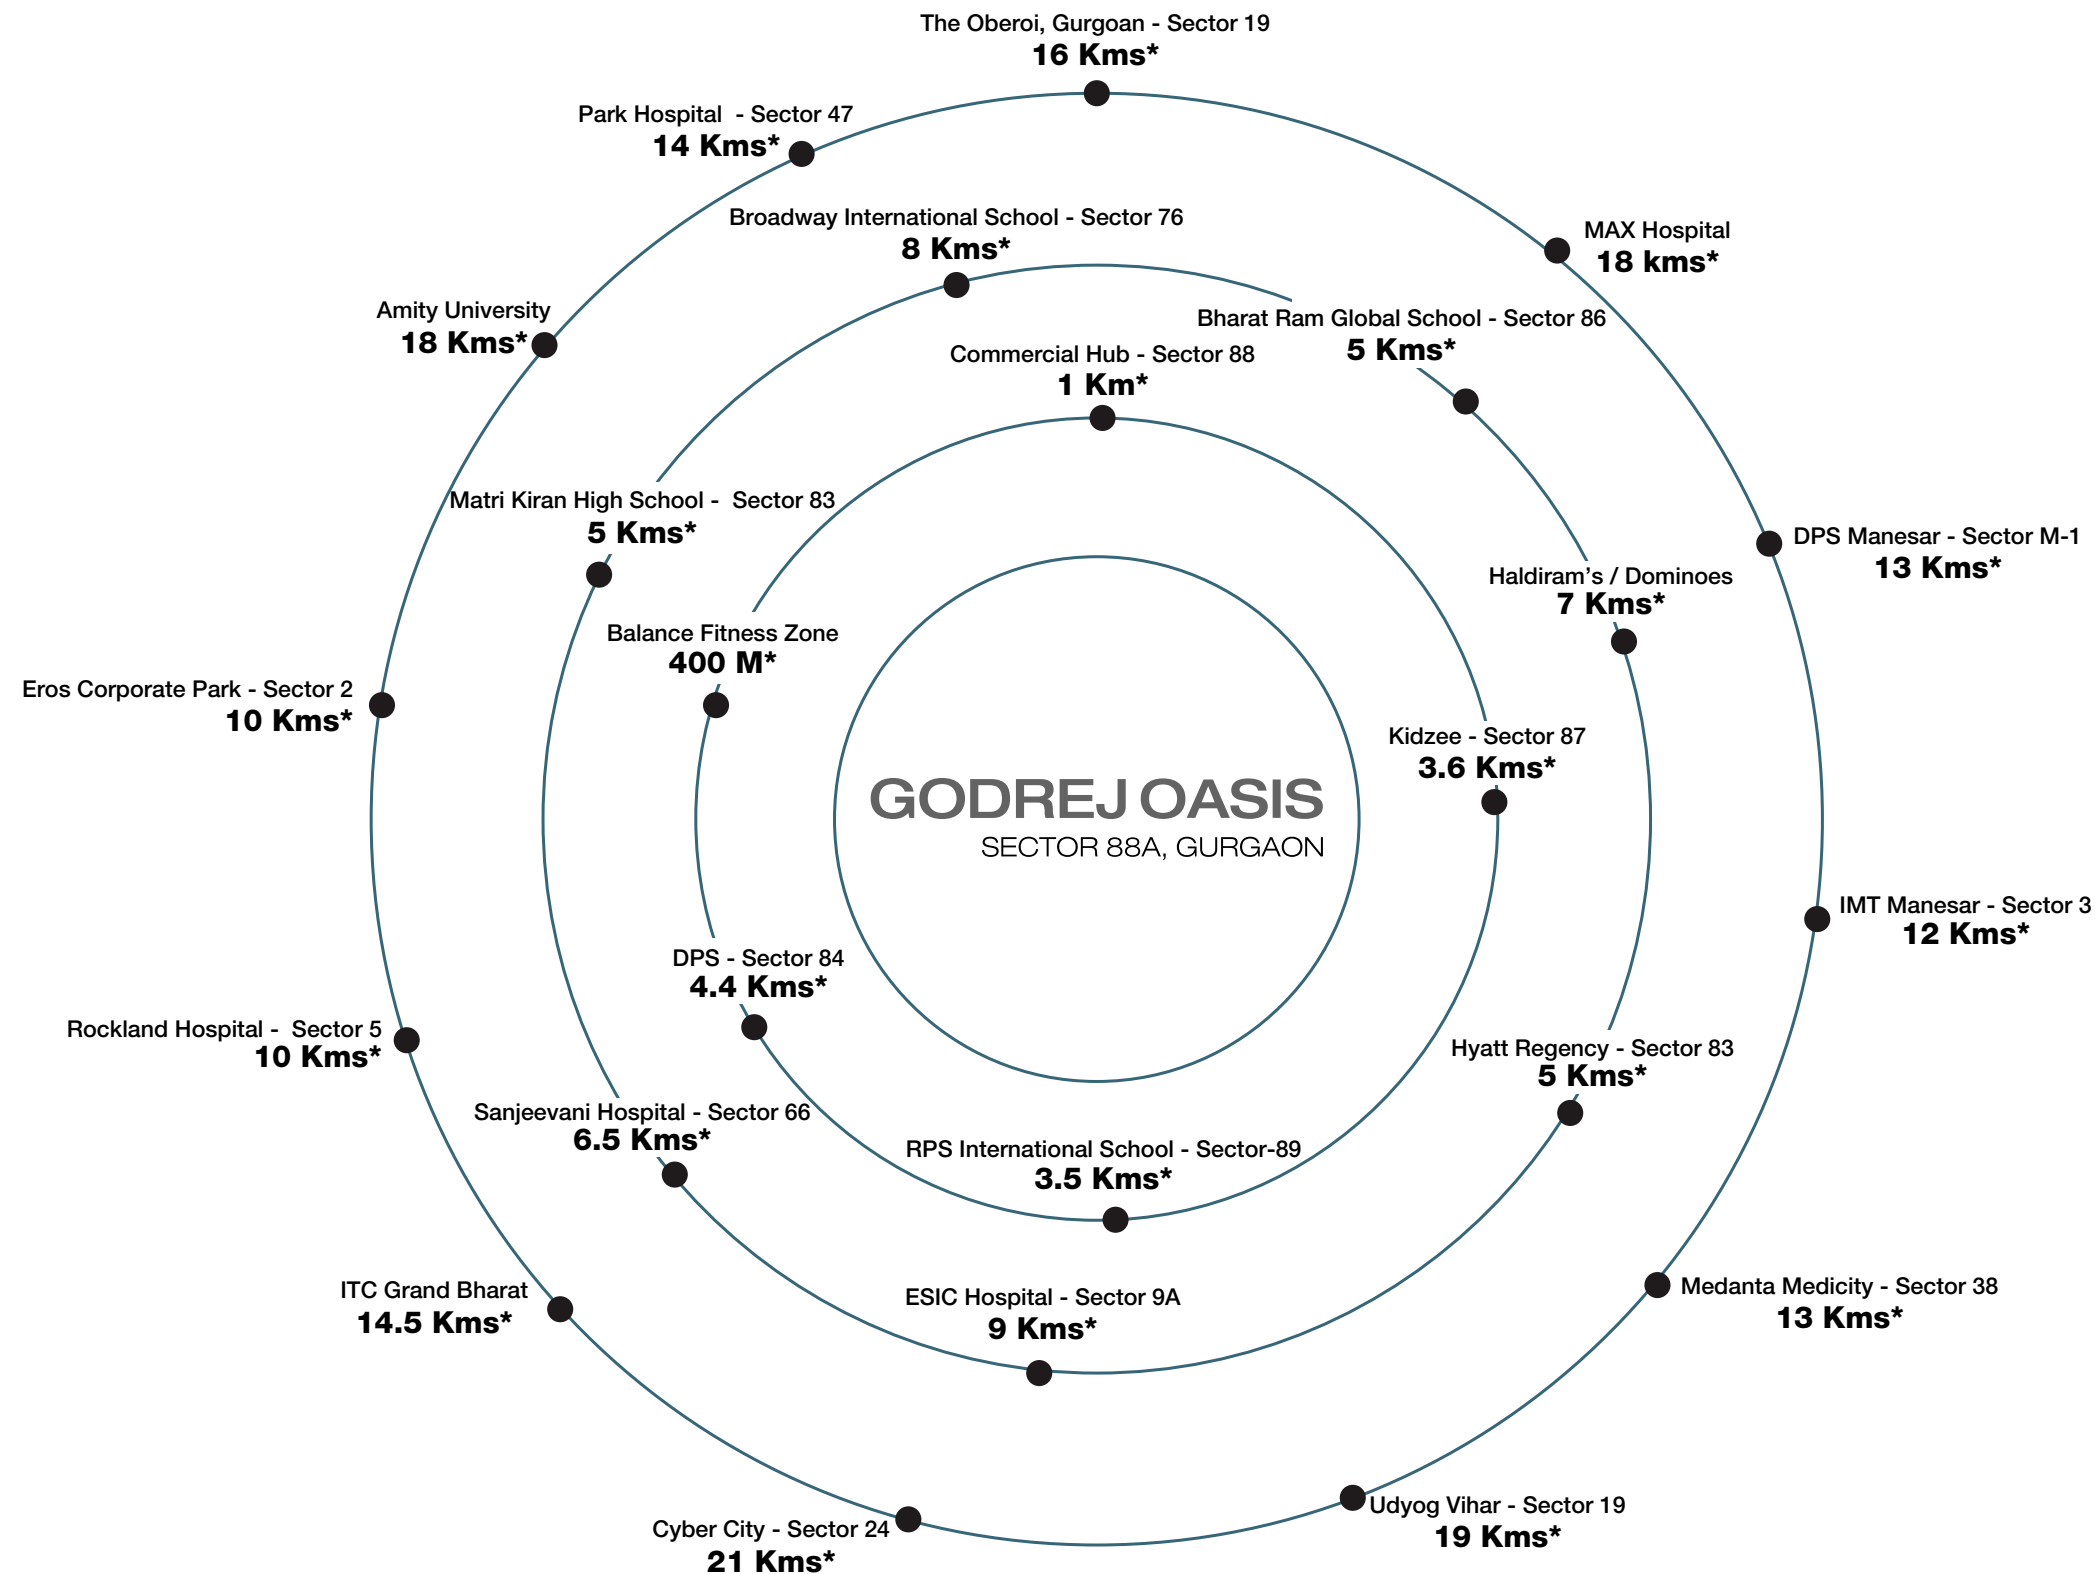 The Oberoi, Gurgoan - Sector 19
16 Kms*
Park Hospital - Sector 47
14 Kms*
Broadway International School - Sector 76
8 Kms*
MAX Hospital
18 kms*
Amity University
18 Kms*
Bharat Ram Global School - Sector 86
5 Kms*
Commercial Hub - Sector 88
1 Km*
Matri Kiran High School - Sector 83
5 Kms*
DPS Manesar - Sector M-1
13 Kms*
Haldiram's / Dominoes
7 Kms*
Balance Fitness Zone
400 M*
Eros Corporate Park - Sector 2
10 Kms*
Kidzee - Sector 87
3.6 Kms*
GODREJ OASIS
SECTOR 88A, GURGAON
IMT Manesar - Sector 3
12 Kms*
DPS - Sector 84
4.4 Kms*
Rockland Hospital - Sector 5
10 Kms*
Hyatt Regency - Sector 83
5 Kms*
Sanjeevani Hospital - Sector 66
6.5 Kms*
RPS International School - Sector-89
3.5 Kms*
ITC Grand Bharat
14.5 Kms*
ESIC Hospital - Sector 9A
9 Kms*
Medanta Medicity - Sector 38
13 Kms*
Udyog Vihar - Sector 19
19 Kms*
Cyber City - Sector 24
21 Kms*